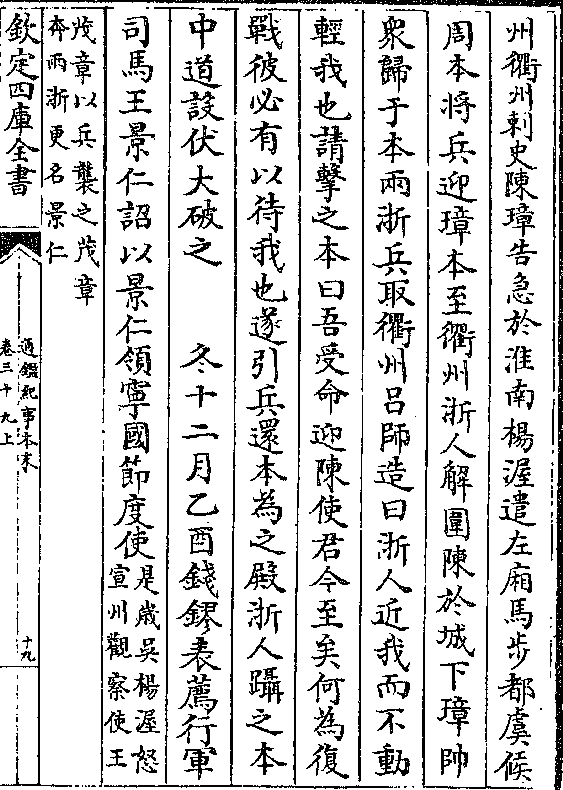 州衢州刺史陳璋告急於淮南楊渥遣左廂馬步都虞候
周本將兵迎璋本至衢州浙人解圍陳於城下璋帥
衆歸于本兩浙兵取衢州吕師造曰浙人近我而不動
輕我也請擊之本曰吾受命迎陳使君今至矣何為復
戰彼必有以待我也遂引兵還本為之殿浙人躡之本
中道設伏大破之　冬十二月乙酉錢鏐表薦行軍
司馬王景仁詔以景仁領寧國節度使
是歲吳楊渥怒
宣州觀察使王
茂章以兵襲之茂章
奔兩浙更名景仁
欽定四庫全書
通鑑紀事本末
卷三十九上
十九